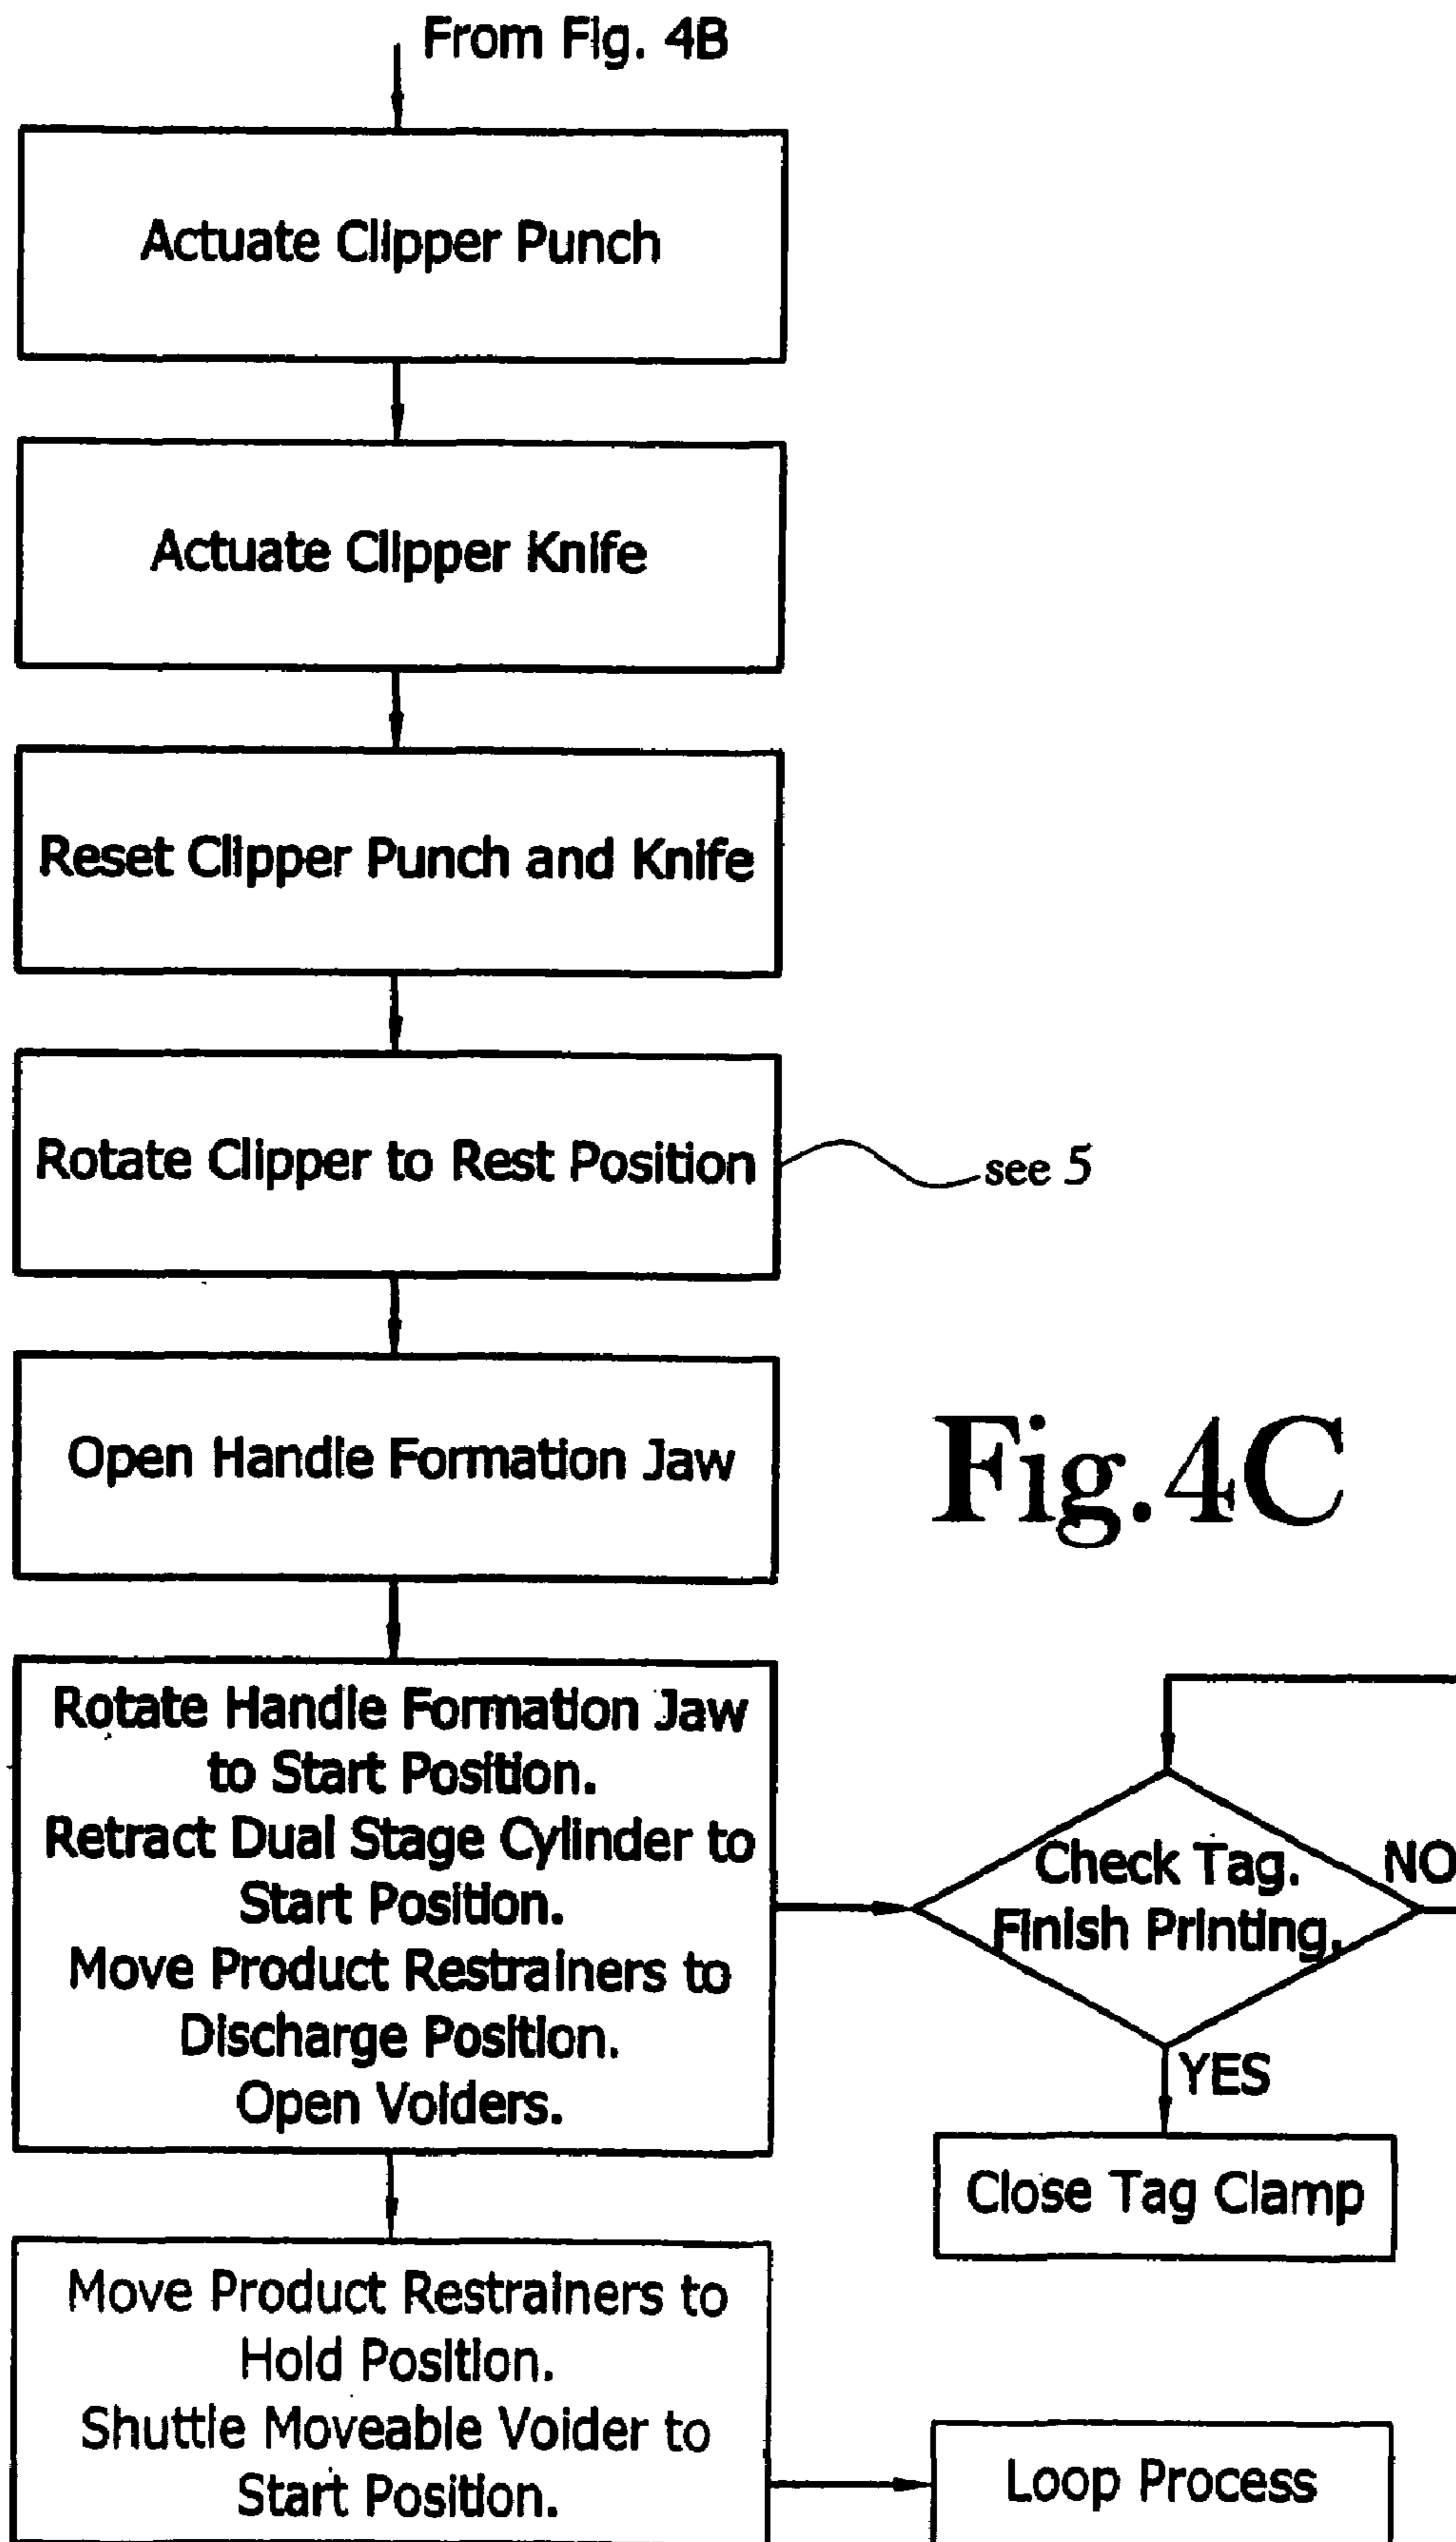 From Fig. 4B
Actuate Clipper Punch
Actuate Clipper Knife
Reset Clipper Punch and Knife
Rotate Clipper to Rest Position
see 5
Open Handle Formation Jaw
Fig.4C
Rotate Handle Formation Jaw
to Start Position.
Retract Dual Stage Cylinder to
Start Position.
Move Product Restrainers to
Discharge Position.
Open Voiders.
Check Tag.
Finish Printing.
NO
YES
Close Tag Clamp
Move Product Restrainers to
Hold Position.
Shuttle Moveable Voider to
Start Position.
Loop Process